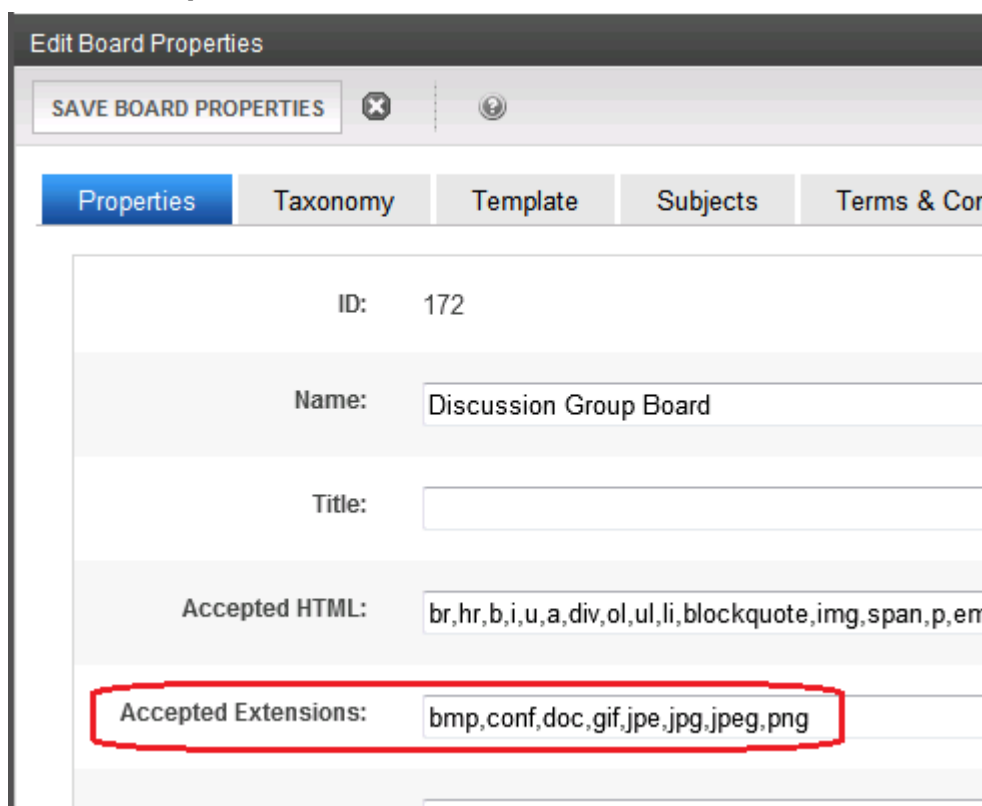 Edit Board Properties
SAVE BOARD PROPERTIES
Properties Taxonomy Template Subjects Terms & Con
ID: 172
Name: Discussion Group Board
Title:
Accepted HTML: br,hr,b,i,u,a,div,ol,ul,li,blockquote,img,span,p,em
Accepted Extensions: bmp,conf,doc,gif,jpe,jpg,jpeg,png